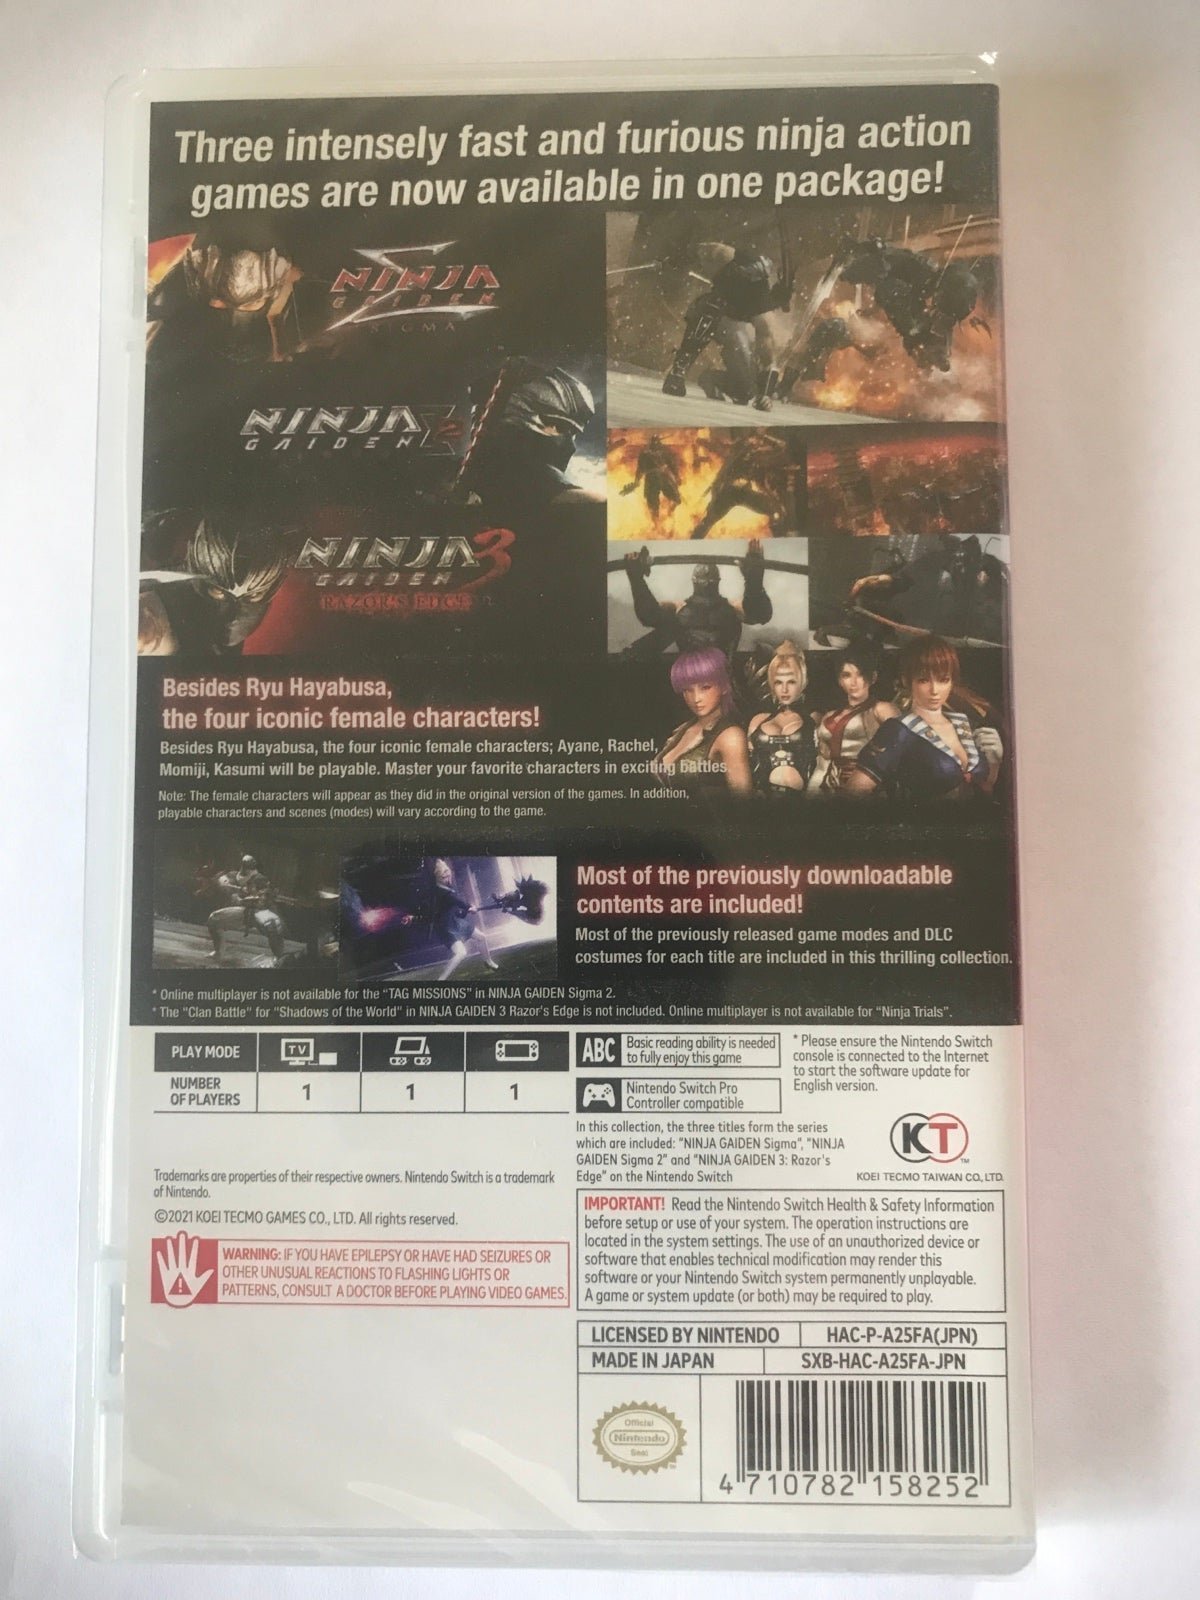 Three intensely fast and furious ninja action
games are now available in one package!
NINJA
GAIDEN
SIGMA
NINJA
GAIDEN Σ2
NINJA 3
GAIDEN
RAZOR'S EDGE
Besides Ryu Hayabusa,
the four iconic female characters!
Besides Ryu Hayabusa, the four iconic female characters; Ayane, Rachel,
Momiji, Kasumi will be playable. Master your favorite characters in exciting battles.
Note: The female characters will appear as they did in the original version of the games. In addition,
playable characters and scenes (modes) will vary according to the game.
Most of the previously downloadable
contents are included!
Most of the previously released game modes and DLC
costumes for each title are included in this thrilling collection.
* Online multiplayer is not available for the “TAG MISSIONS” in NINJA GAIDEN Sigma 2.
* The "Clan Battle" for "Shadows of the World" in NINJA GAIDEN 3 Razor's Edge is not included. Online multiplayer is not available for “Ninja Trials”.
PLAY MODE
TV
NUMBER
OF PLAYERS
1 1 1
ABC
Basic reading ability is needed
to fully enjoy this game
Nintendo Switch Pro
Controller compatible
* Please ensure the Nintendo Switch
console is connected to the Internet
to start the software update for
English version.
In this collection, the three titles form the series
which are included: "NINJA GAIDEN Sigma", "NINJA
GAIDEN Sigma 2" and "NINJA GAIDEN 3: Razor's
Edge" on the Nintendo Switch
KT
TM
KOEI TECMO TAIWAN CO., LTD.
Trademarks are properties of their respective owners. Nintendo Switch is a trademark
of Nintendo.
©2021 KOEI TECMO GAMES CO., LTD. All rights reserved.
WARNING: IF YOU HAVE EPILEPSY OR HAVE HAD SEIZURES OR
OTHER UNUSUAL REACTIONS TO FLASHING LIGHTS OR
PATTERNS, CONSULT A DOCTOR BEFORE PLAYING VIDEO GAMES.
IMPORTANT! Read the Nintendo Switch Health & Safety Information
before setup or use of your system. The operation instructions are
located in the system settings. The use of an unauthorized device or
software that enables technical modification may render this
software or your Nintendo Switch system permanently unplayable.
A game or system update (or both) may be required to play.
LICENSED BY NINTENDO HAC-P-A25FA(JPN)
MADE IN JAPAN SXB-HAC-A25FA-JPN
Official
Nintendo
Seal
TM
4 710782 158252